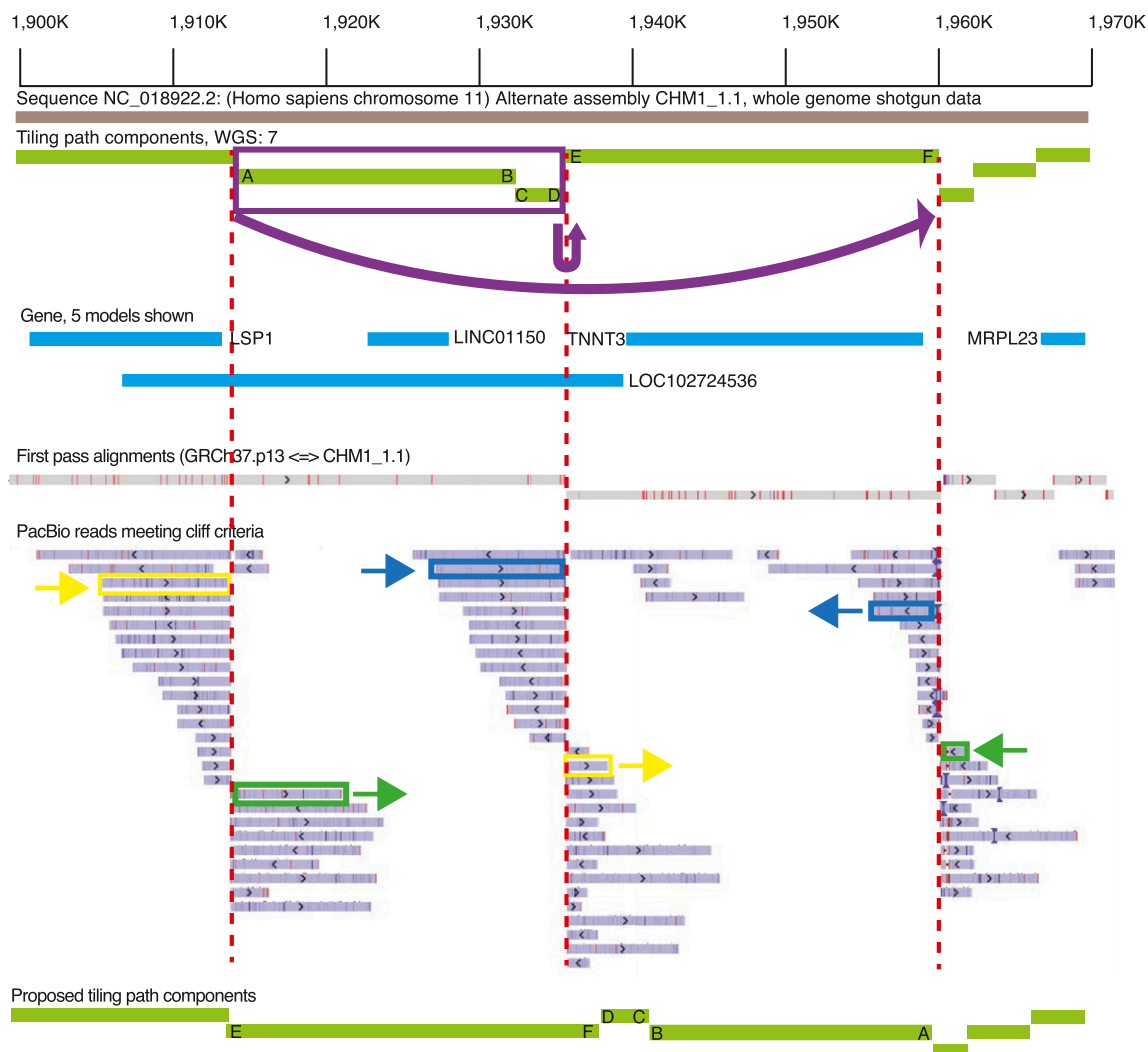 1,900K 1,910K 1,920K 1,930K 1,940K 1,950K 1,960K 1,970K
Sequence NC_018922.2: (Homo sapiens chromosome 11) Alternate assembly CHM1_1.1, whole genome shotgun data
Tiling path components, WGS: 7
E F
A B
C D
Gene, 5 models shown
LSP1 LINC01150 TNNT3 MRPL23
LOC102724536
First pass alignments (GRCh37.p13 <=> CHM1_1.1)
PacBio reads meeting cliff criteria
Proposed tiling path components
D C
E F B A